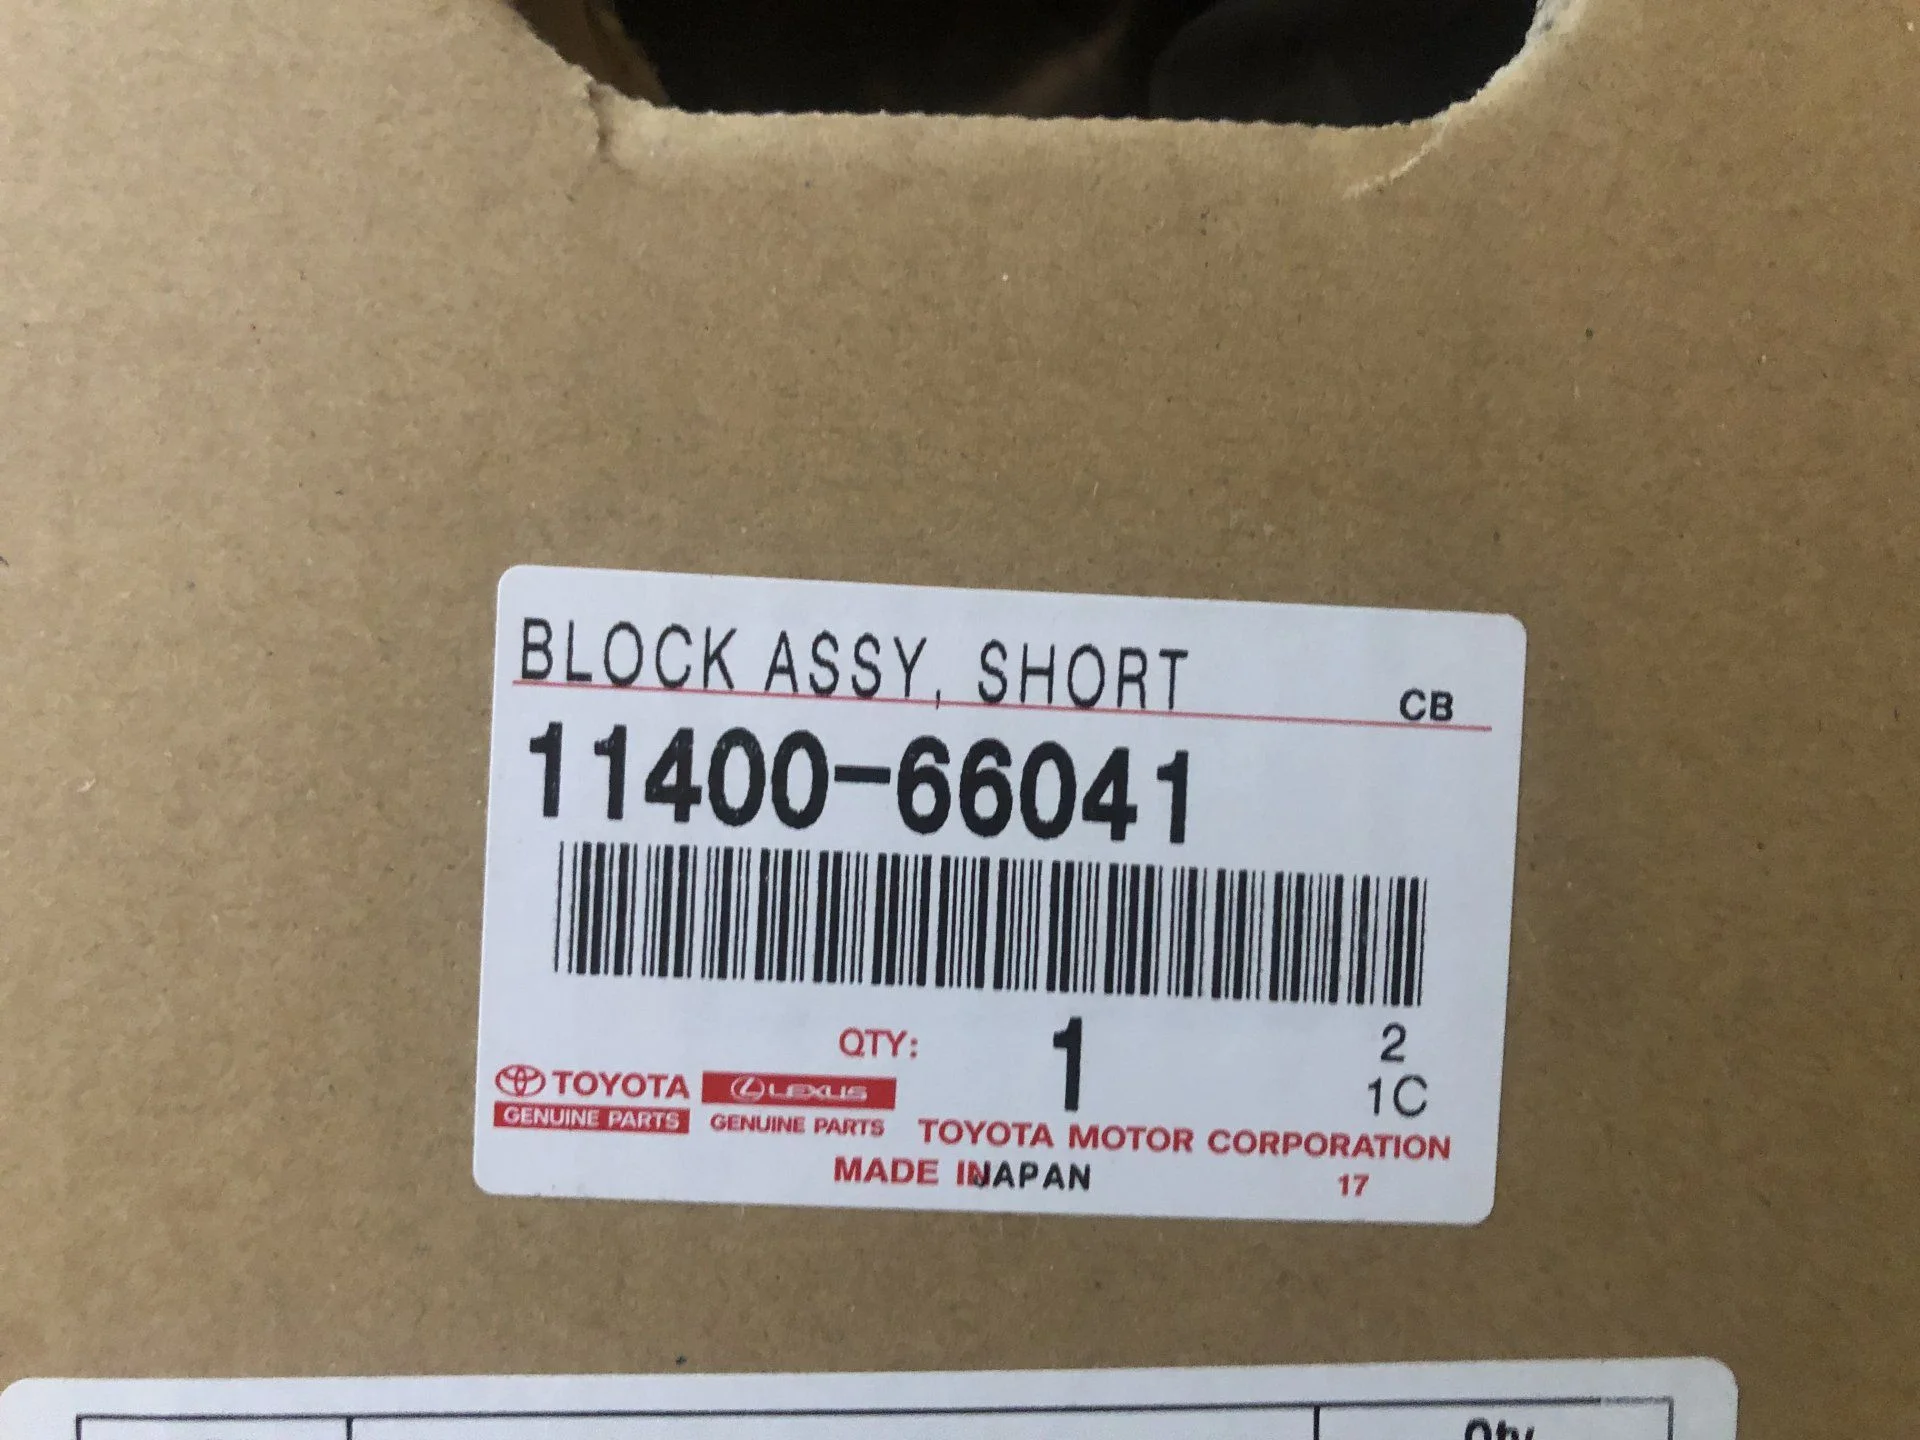 BLOCK ASSY, SHORT
CB
11400-66041
QTY: 1 2
1C
TOYOTA LEXUS
GENUINE PARTS GENUINE PARTS
TOYOTA MOTOR CORPORATION
MADE IN JAPAN 17
Qty